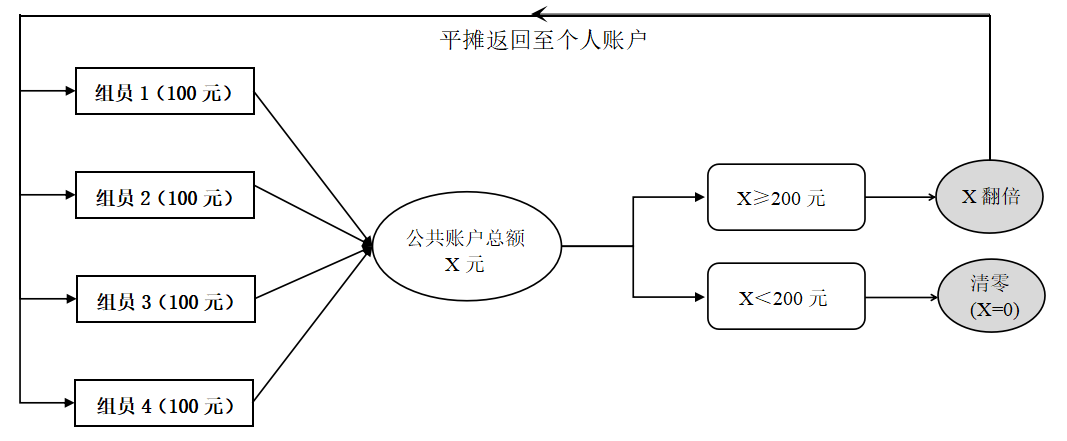 平摊返回至个人账户
组员 1（100 元）
组员 2（100 元）
组员 3（100 元）
组员 4（100 元）
公共账户总额
X 元
X≥200 元
X 翻倍
X＜200 元
清零
(X=0)